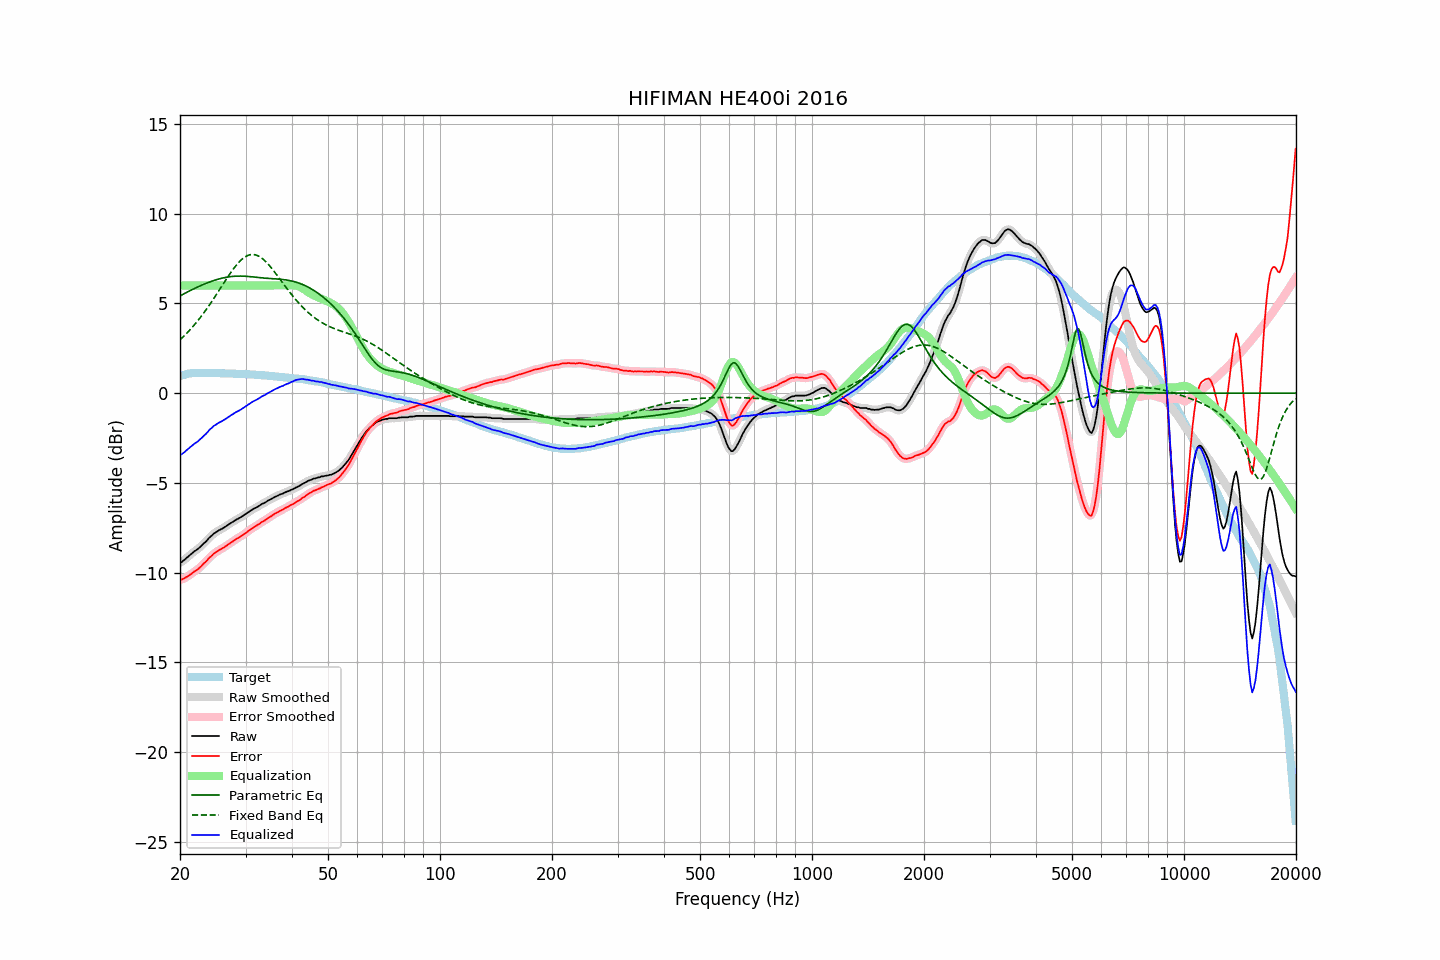 HIFIMAN HE400i 2016
15
10
5
0
−5
−10
−15
−20
−25
Amplitude (dBr)
Target
Raw Smoothed
Error Smoothed
Raw
Error
Equalization
Parametric Eq
Fixed Band Eq
Equalized
20
50
100
200
500
1000
2000
5000
10000
20000
Frequency (Hz)